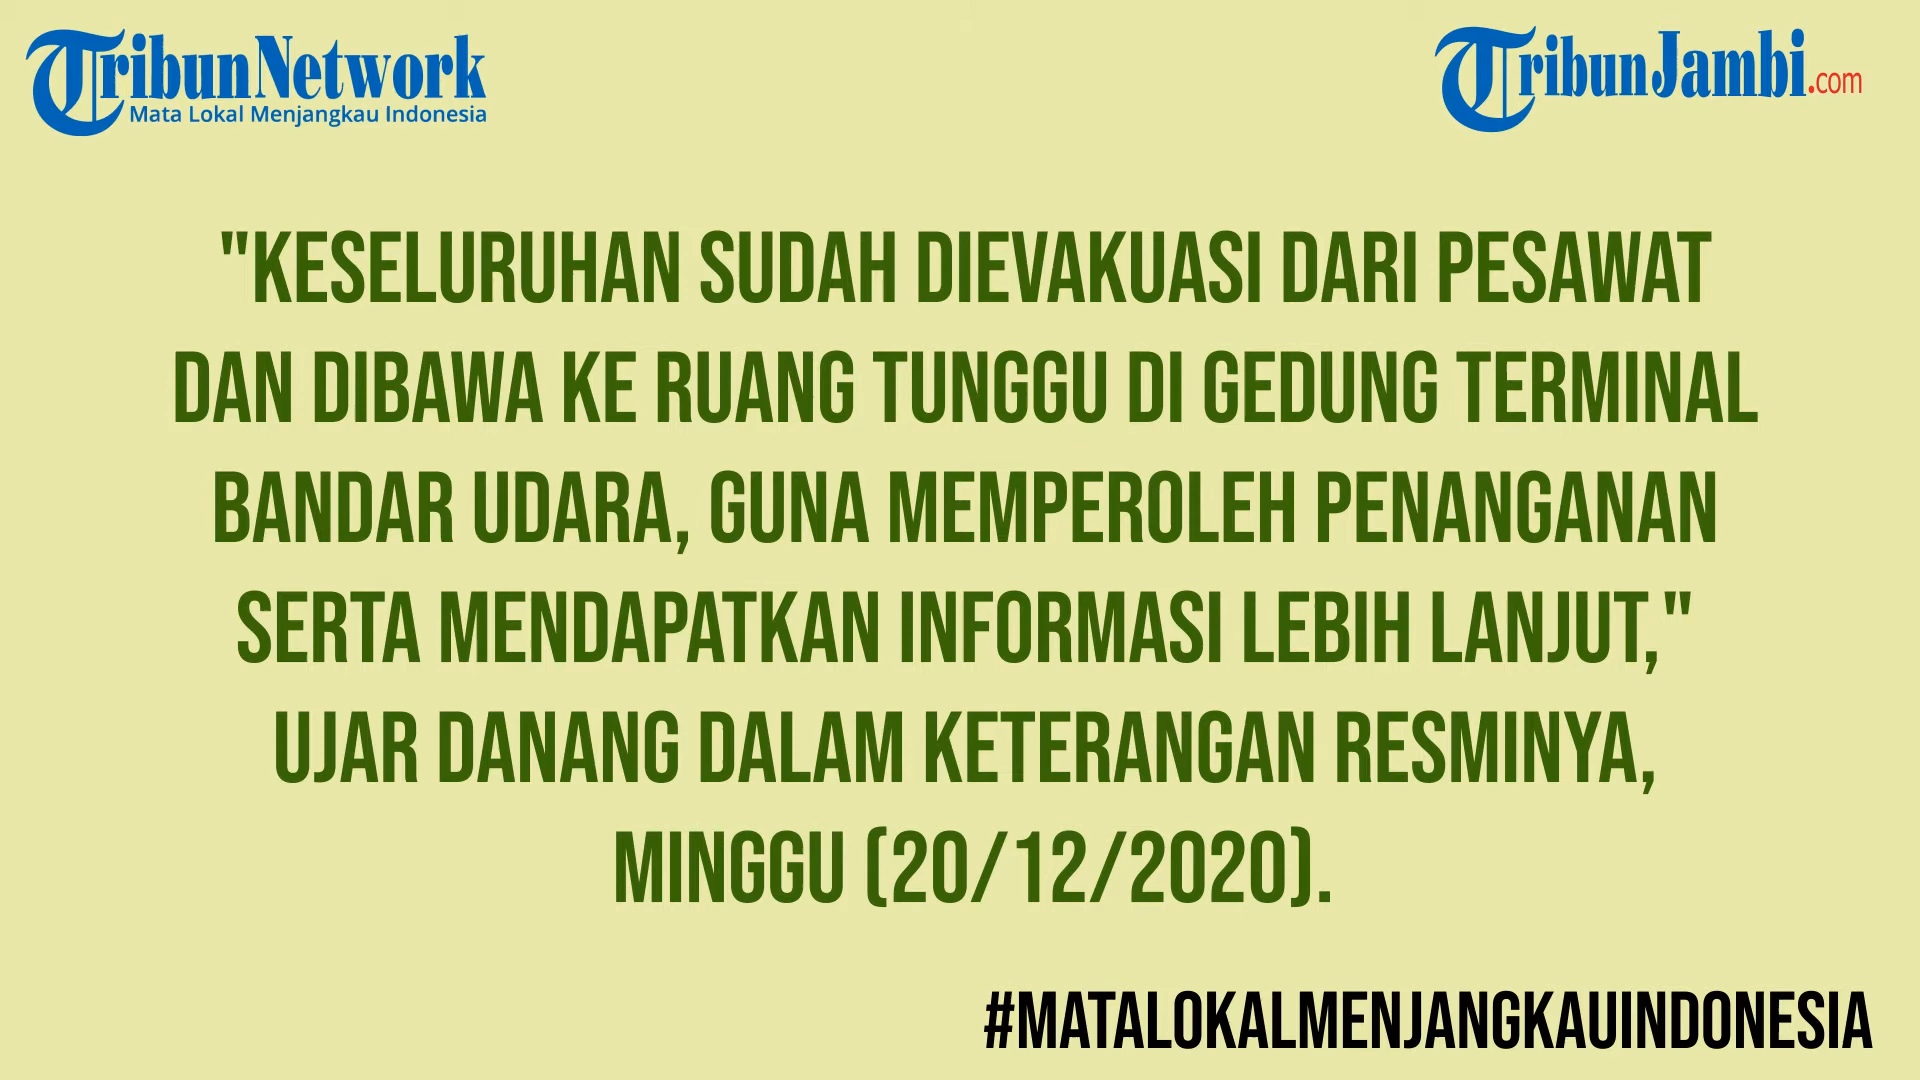 TribunNetwork
Mata Lokal Menjangkau Indonesia
TribunJambi.com
"KESELURUHAN SUDAH DIEVAKUASI DARI PESAWAT
DAN DIBAWA KE RUANG TUNGGU DI GEDUNG TERMINAL
BANDAR UDARA, GUNA MEMPEROLEH PENANGANAN
SERTA MENDAPATKAN INFORMASI LEBIH LANJUT,"
UJAR DANANG DALAM KETERANGAN RESMINYA,
MINGGU (20/12/2020).
#MATALOKALMENJANGKAUINDONESIA